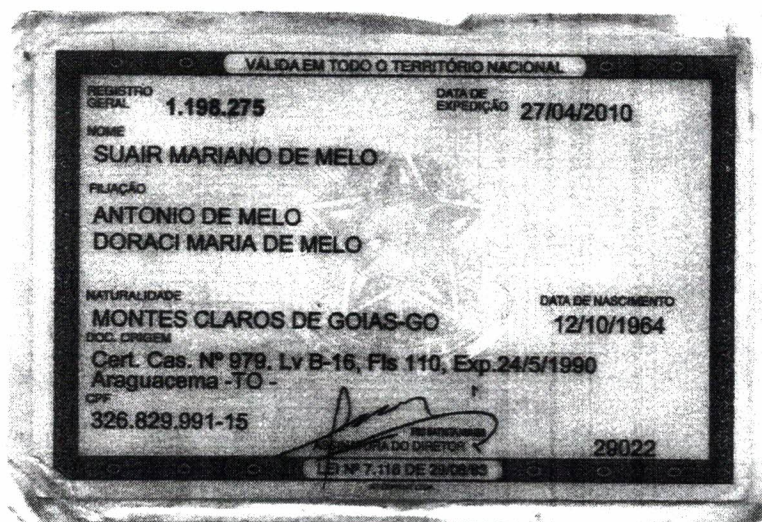 VÁLIDA EM TODO O TERRITÓRIO NACIONAL
REGISTRO GERAL 1.198.275 DATA DE EXPEDIÇÃO 27/04/2010
NOME
SUAIR MARIANO DE MELO
FILIAÇÃO
ANTONIO DE MELO
DORACI MARIA DE MELO
NATURALIDADE DATA DE NASCIMENTO
MONTES CLAROS DE GOIAS-GO 12/10/1964
DOC. ORIGEM
Cert. Cas. Nº 979. Lv B-16, Fls 110, Exp.24/5/1990
Araguacema -TO -
CPF
326.829.991-15
ASSINATURA DO DIRETOR 29022
LEI Nº 7.116 DE 29/08/83